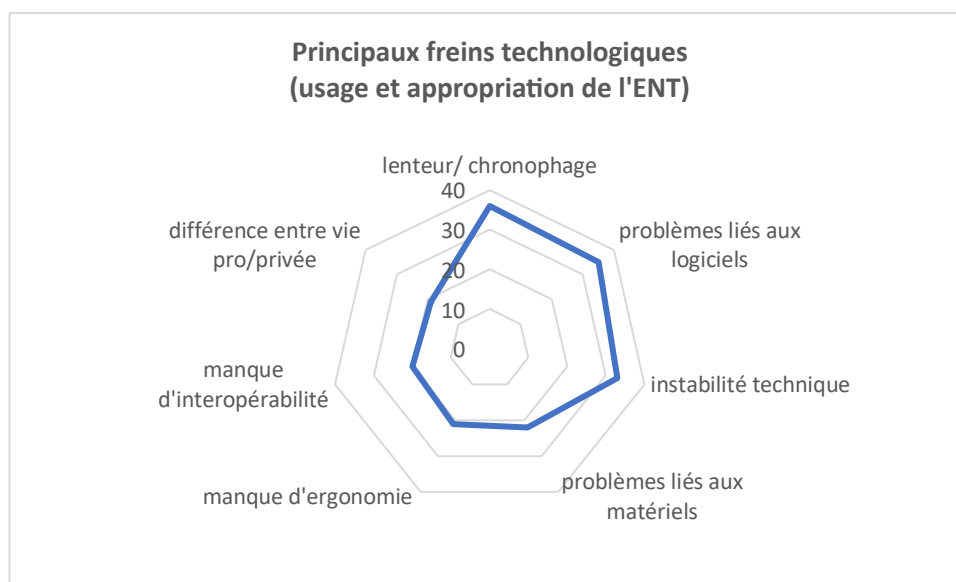 Principaux freins technologiques
(usage et appropriation de l'ENT)
lenteur/ chronophage
40
30
20
10
0
problèmes liés aux
logiciels
instabilité technique
problèmes liés aux
matériels
manque d'ergonomie
manque
d'interopérabilité
différence entre vie
pro/privée